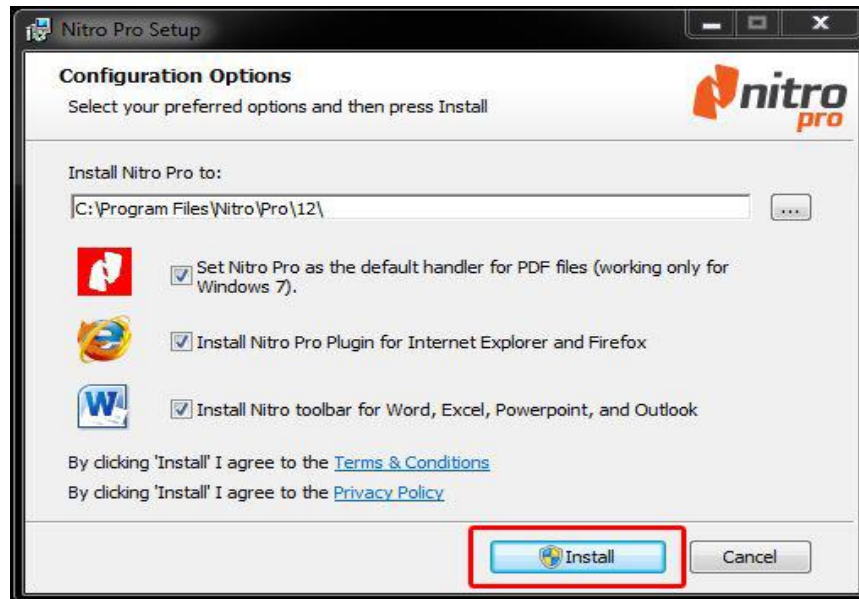 Nitro Pro Setup
Configuration Options
Select your preferred options and then press Install
nitro
pro
Install Nitro Pro to:
C:\Program Files\Nitro\Pro\12\
...
Set Nitro Pro as the default handler for PDF files (working only for
Windows 7).
Install Nitro Pro Plugin for Internet Explorer and Firefox
W
Install Nitro toolbar for Word, Excel, Powerpoint, and Outlook
By clicking 'Install' I agree to the Terms & Conditions
By clicking 'Install' I agree to the Privacy Policy
Install
Cancel